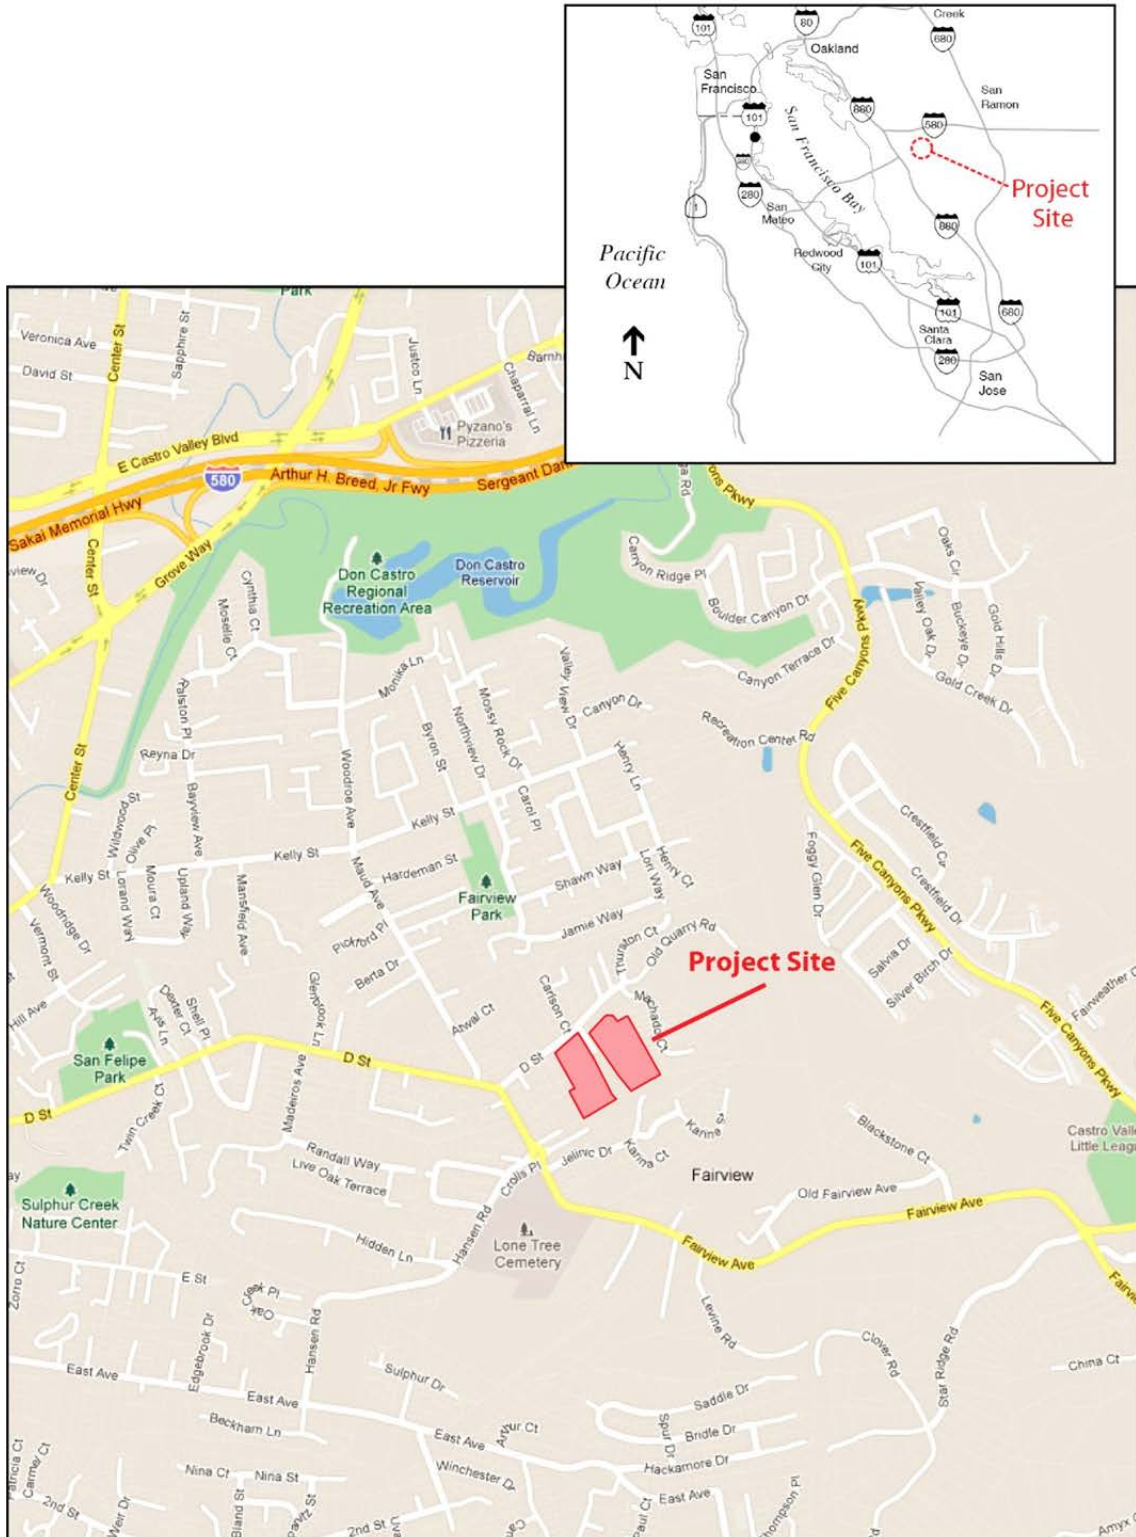 101
80
Creek
680
Oakland
San
Francisco
San
Ramon
880
101
580
San Francisco Bay
280
San
Mateo
1
Project
Site
880
Pacific
Ocean
Redwood
City
101
N
101
680
Santa
Clara
280
San
Jose
Park
Veronica Ave
David St
Center St
Sapphire St
Justco Ln
Chaparral Ln
Pyzano's
Pizzeria
E Castro Valley Blvd
580
Arthur H. Breed, Jr Fwy
Sakai Memorial Hwy
Center St
Grove Way
Don Castro
Regional
Recreation Area
Don Castro
Reservoir
Canyon Ridge Pl
Boulder Canyon Dr
Oaks Cir
Valley Oak Dr
Buckeye Dr
Gold Hills Dr
Gold Creek Dr
Five Canyons Pkwy
Canyon Terrace Dr
Cynthia Ct
Moselle Ct
Monika Ln
Valley View Dr
Canyon Dr
Recreation Center Rd
Ralston Pl
Reyna Dr
Byron St
Northview Dr
Mossy Rock Dr
Henry Ln
Center St
Woodroe Ave
Bayview Ave
Wildwood St
Olive Pl
Carol Pl
Kelly St
Kelly St
Kelly St
Crestfield Cir
Crestfield Dr
Five Canyons Pkwy
Foggy Glen Dr
Hardeman St
Maud Ave
Shawn Way
Henry Ct
Lori Way
Fairview
Park
Lorand Way
Moura Ct
Upland Way
Mansfield Ave
Woodridge Dr
Vermont St
Pickford Pl
Jamie Way
Thurston Ct
Old Quarry Rd
Salvia Dr
Silver Birch Dr
Berta Dr
Project Site
Glenbrook Ln
Carlson Ct
Machado Ct
Hill Ave
Dexter Ct
Shell Pl
Atwal Ct
Five Canyons Pkwy
San Felipe
Park
D St
D St
D St
Madeiros Ave
Twin Creek Ct
Randall Way
Live Oak Terrace
Crolls Pl
Jelinic Dr
Karina Ct
Blackstone Ct
Fairview
Old Fairview Ave
Fairview Ave
Fairview Ave
Sulphur Creek
Nature Center
Lone Tree
Cemetery
Hansen Rd
Hidden Ln
Zorro Ct
E St
Hansen Rd
Edgebrook Dr
Levine Rd
Clover Rd
Star Ridge Rd
China Ct
East Ave
East Ave
East Ave
East Ave
Sulphur Dr
Beckham Ln
Saddle Dr
Spur Dr
Bridle Dr
Hackamore Dr
Winchester Dr
Nina Ct
Nina St
2nd St
2nd St
Weir Dr